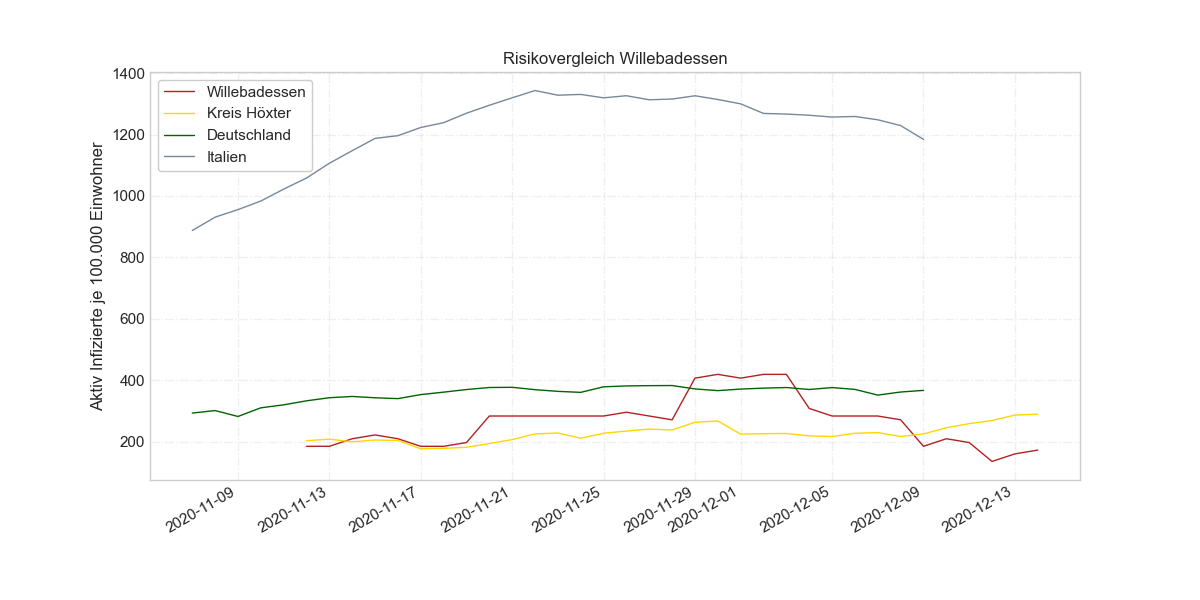 Risikovergleich Willebadessen
Aktiv Infizierte je 100.000 Einwohner
1400
1200
1000
800
600
400
200
Willebadessen
Kreis Höxter
Deutschland
Italien
2020-11-09
2020-11-13
2020-11-17
2020-11-21
2020-11-25
2020-11-29
2020-12-01
2020-12-05
2020-12-09
2020-12-13